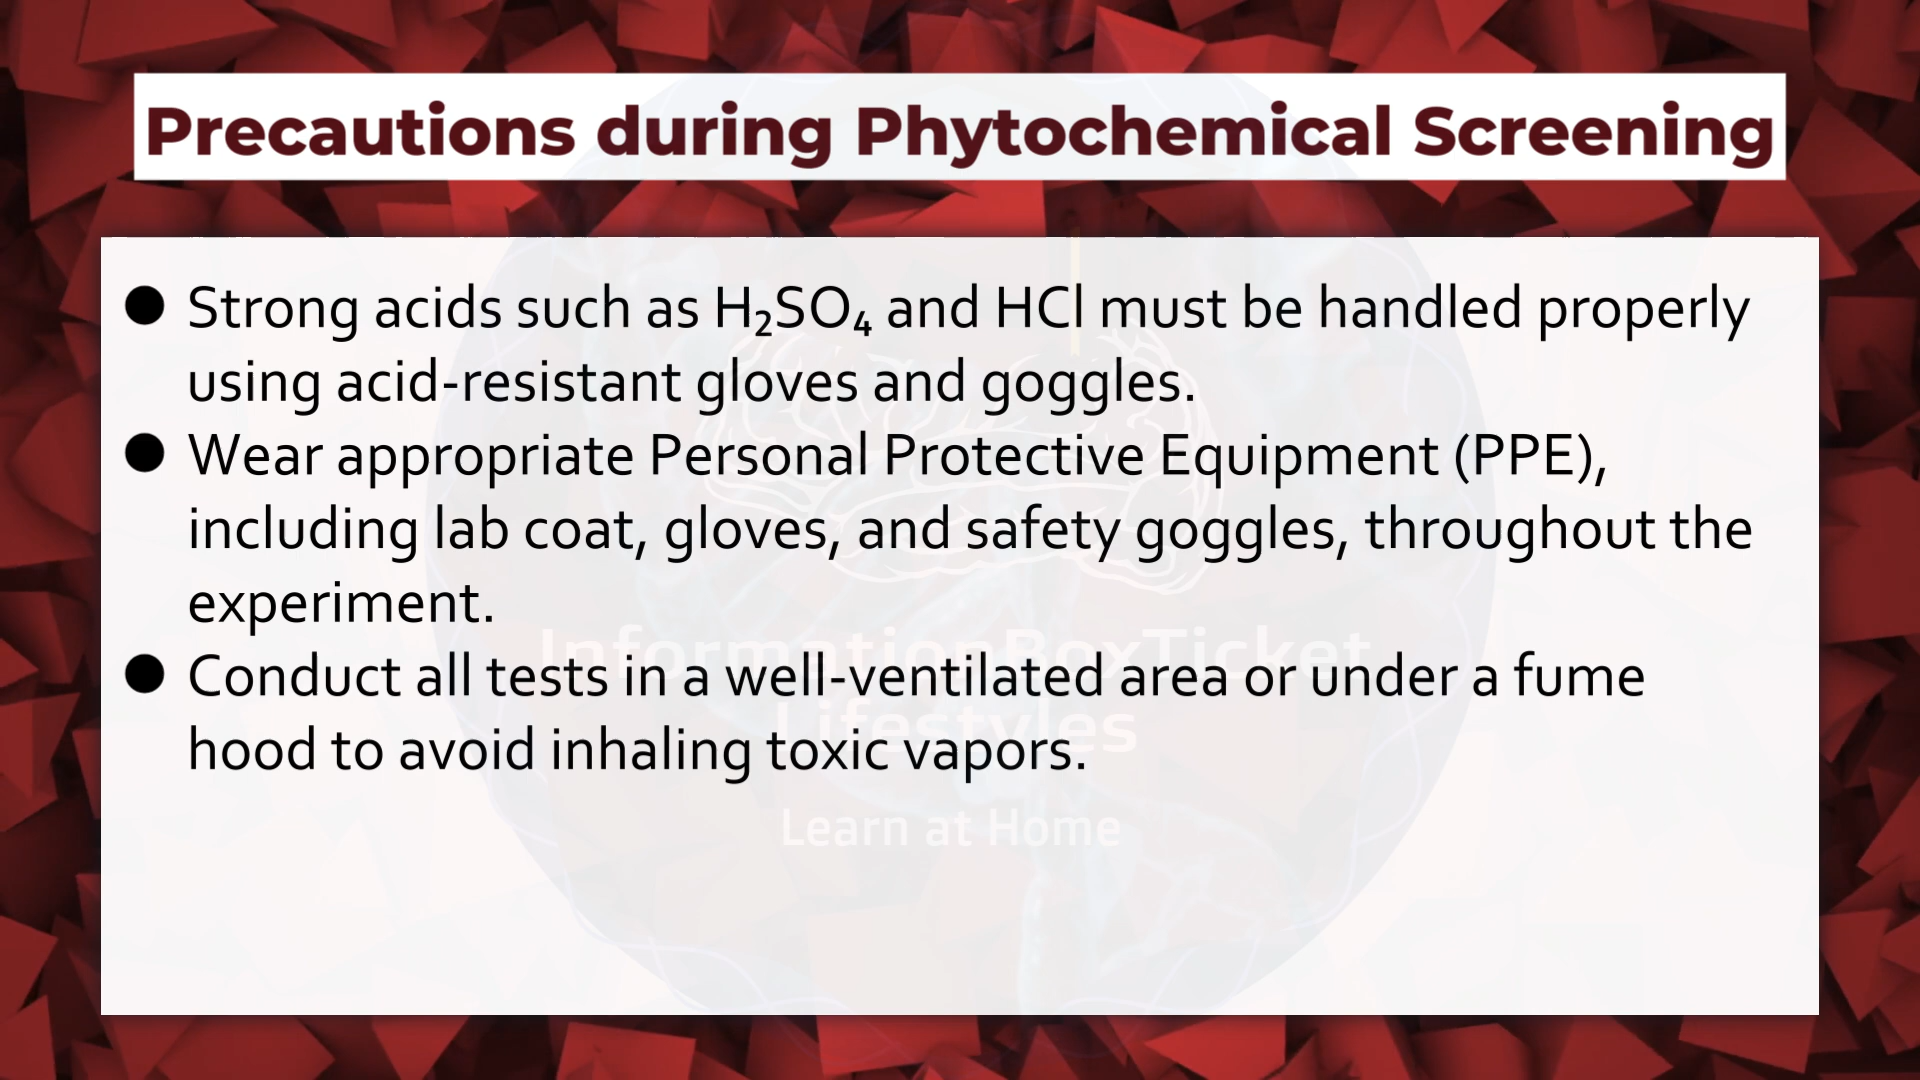 Precautions during Phytochemical Screening
● Strong acids such as H₂SO₄ and HCl must be handled properly
using acid-resistant gloves and goggles.
● Wear appropriate Personal Protective Equipment (PPE),
including lab coat, gloves, and safety goggles, throughout the
experiment.
InformationBoxTicket
● Conduct all tests in a well-ventilated area or under a fume
Lifestyles
hood to avoid inhaling toxic vapors.
Learn at Home